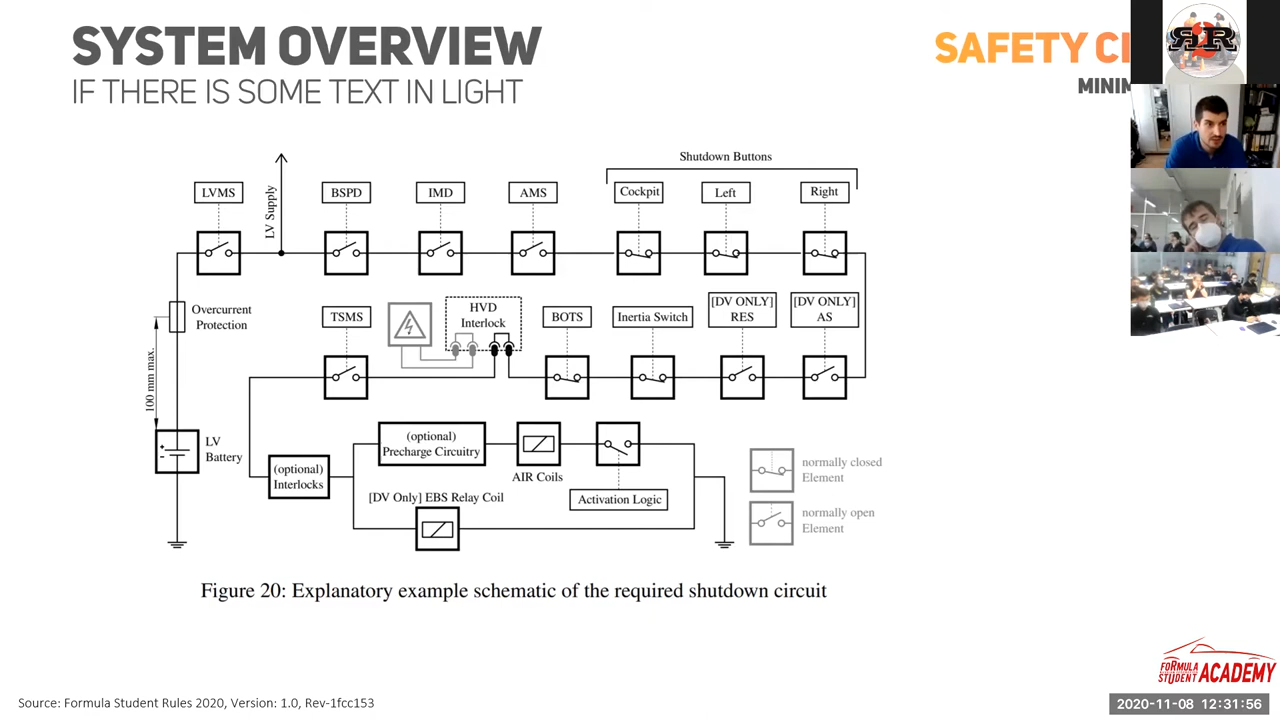 SYSTEM OVERVIEW
IF THERE IS SOME TEXT IN LIGHT
SAFETY
MINIM
Shutdown Buttons
LVMS
LV Supply
BSPD
IMD
AMS
Cockpit
Left
Right
Overcurrent
Protection
100 mm max.
TSMS
HVD
Interlock
BOTS
Inertia Switch
[DV ONLY]
RES
[DV ONLY]
AS
LV
Battery
(optional)
Interlocks
(optional)
Precharge Circuitry
AIR Coils
Activation Logic
[DV Only] EBS Relay Coil
normally closed
Element
normally open
Element
Figure 20: Explanatory example schematic of the required shutdown circuit
FORMULA
STUDENT ACADEMY
Source: Formula Student Rules 2020, Version: 1.0, Rev-1fcc153
2020-11-08 12:31:56